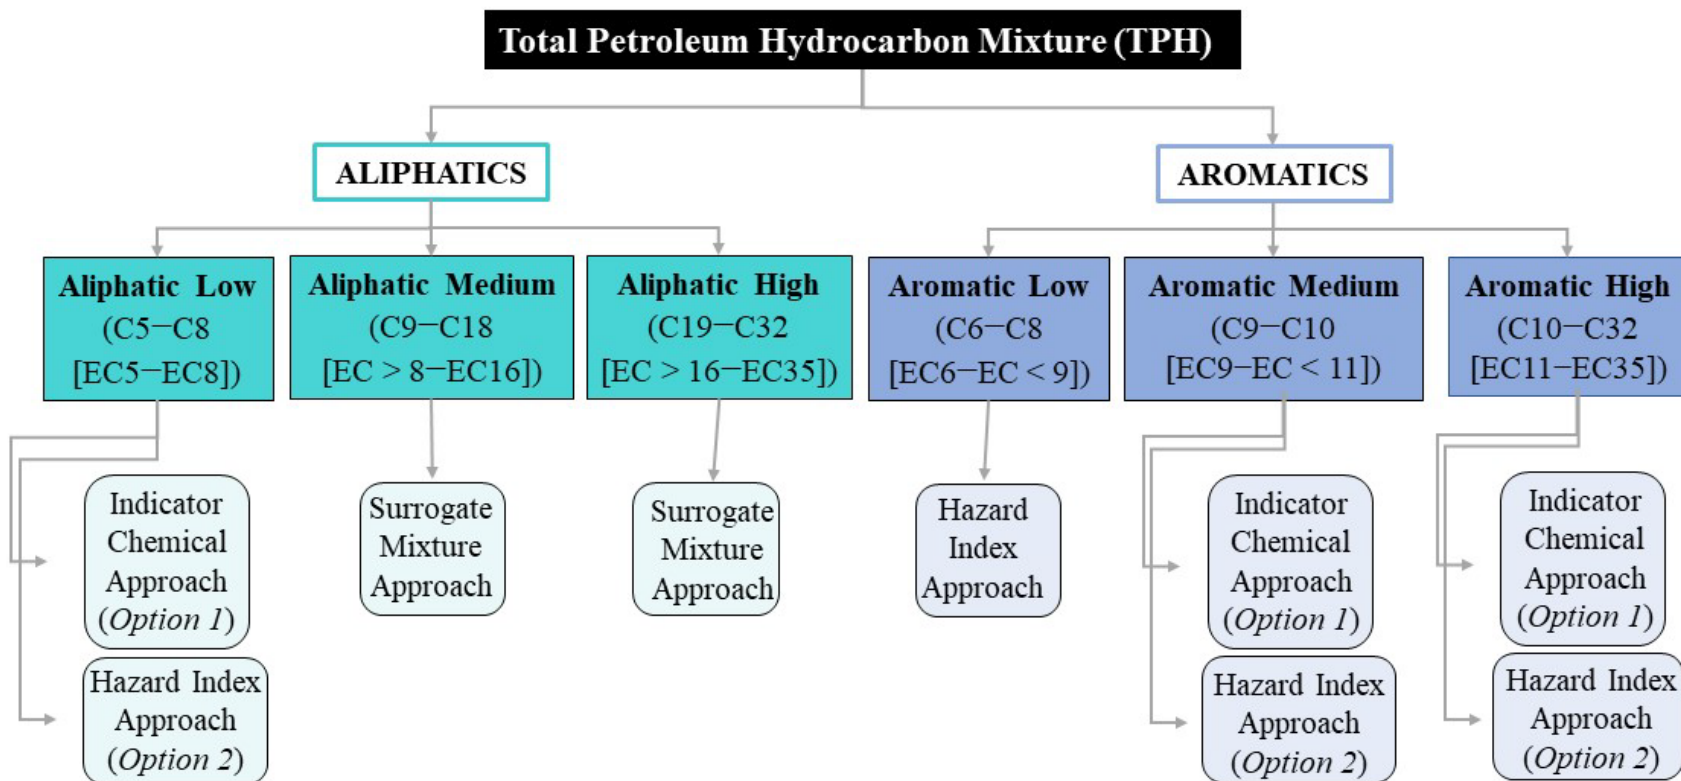 Total Petroleum Hydrocarbon Mixture (TPH)
ALIPHATICS
AROMATICS
Aliphatic Low
(C5−C8
[EC5−EC8])
Aliphatic Medium
(C9−C18
[EC > 8−EC16])
Aliphatic High
(C19−C32
[EC > 16−EC35])
Aromatic Low
(C6−C8
[EC6−EC < 9])
Aromatic Medium
(C9−C10
[EC9−EC < 11])
Aromatic High
(C10−C32
[EC11−EC35])
Indicator
Chemical
Approach
(Option 1)
Hazard Index
Approach
(Option 2)
Surrogate
Mixture
Approach
Surrogate
Mixture
Approach
Hazard
Index
Approach
Indicator
Chemical
Approach
(Option 1)
Hazard Index
Approach
(Option 2)
Indicator
Chemical
Approach
(Option 1)
Hazard Index
Approach
(Option 2)